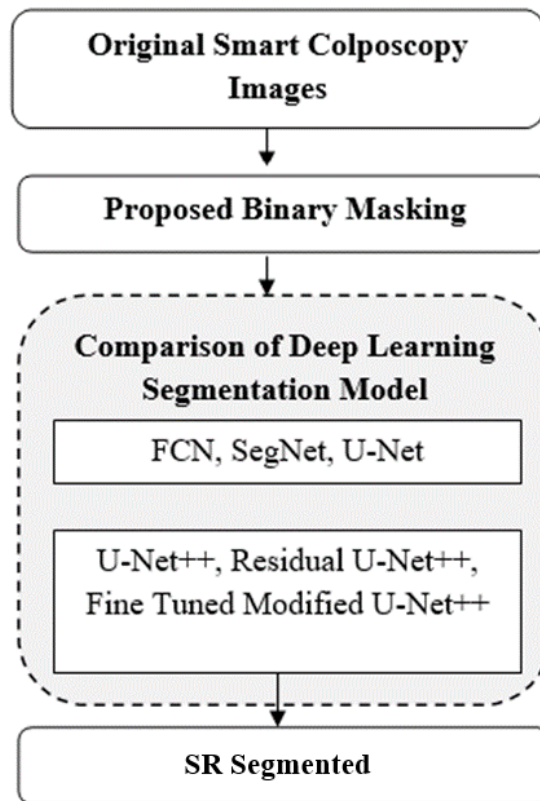 Original Smart Colposcopy
Images
Proposed Binary Masking
Comparison of Deep Learning
Segmentation Model
FCN, SegNet, U-Net
U-Net++, Residual U-Net++,
Fine Tuned Modified U-Net++
SR Segmented